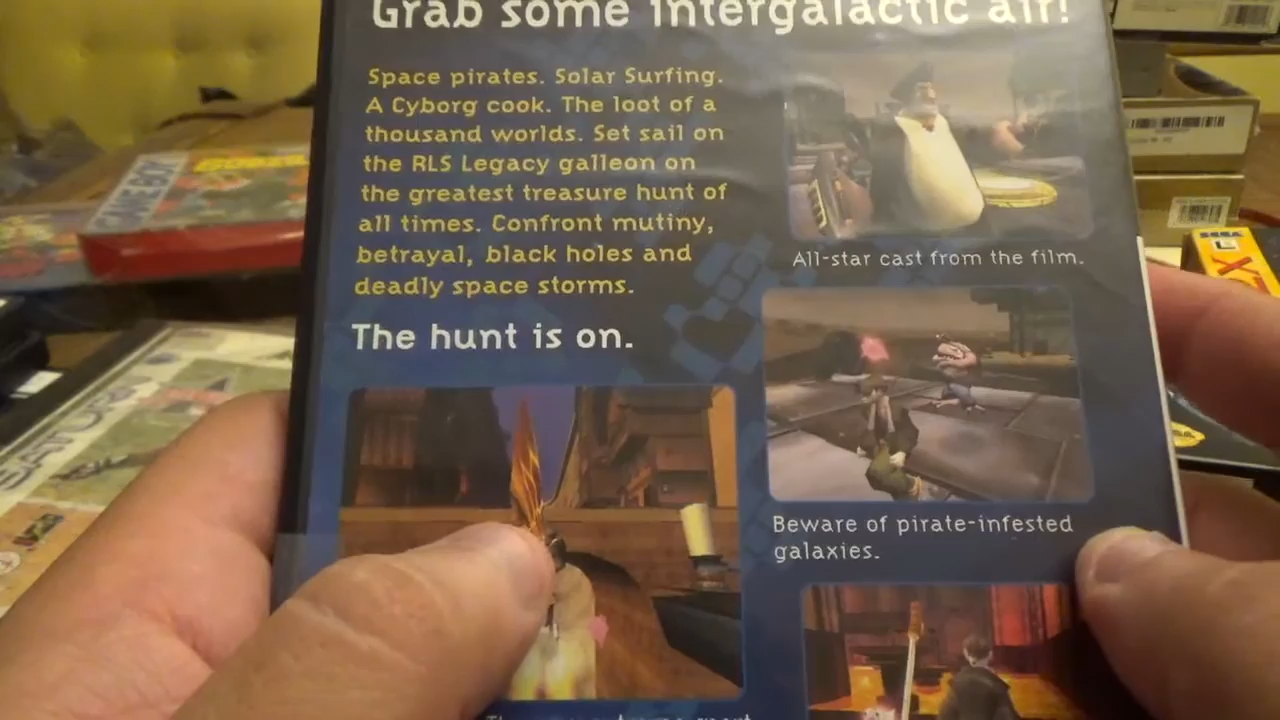 Grab some intergalactic air!
Space pirates. Solar Surfing.
A Cyborg cook. The loot of a
thousand worlds. Set sail on
the RLS Legacy galleon on
the greatest treasure hunt of
all times. Confront mutiny,
betrayal, black holes and
deadly space storms.
The hunt is on.
All-star cast from the film.
Beware of pirate-infested
galaxies.
GAME BOY
SATURN
SEGA